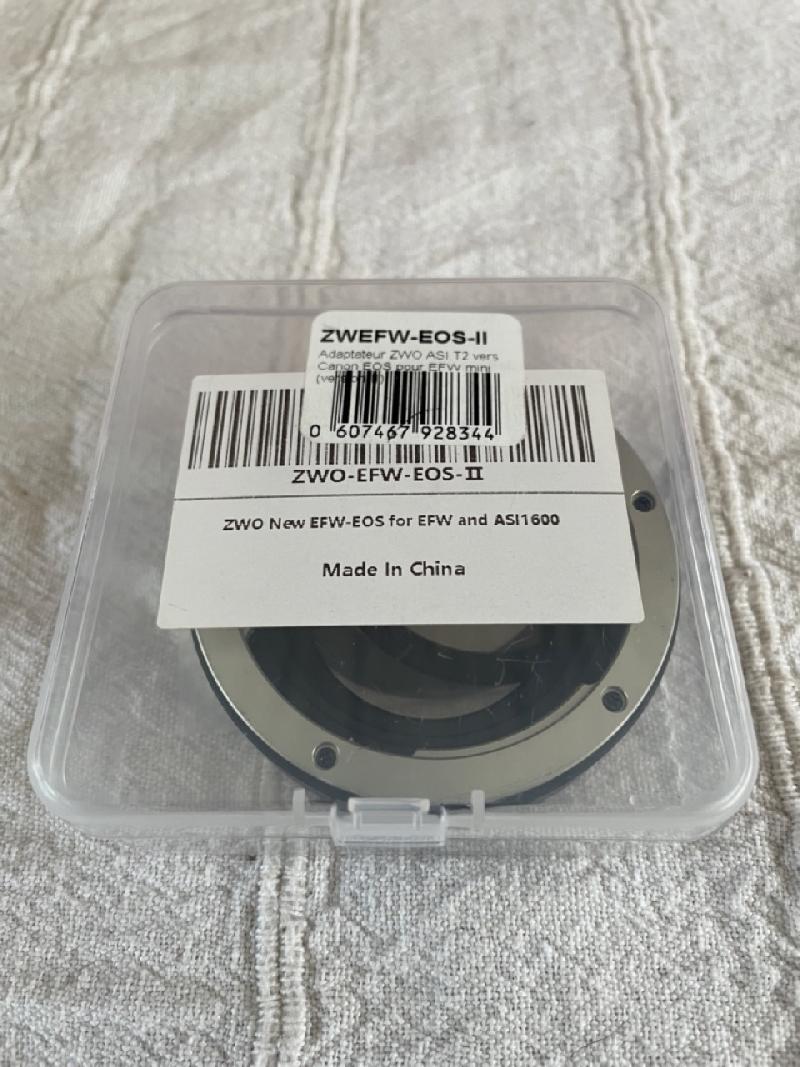 ZWEFW-EOS-II
Adaptateur ZWO ASI T2 vers
Canon EOS pour EFW mini
0 607467 928344
ZWO-EFW-EOS-II
ZWO New EFW-EOS for EFW and ASI1600
Made In China